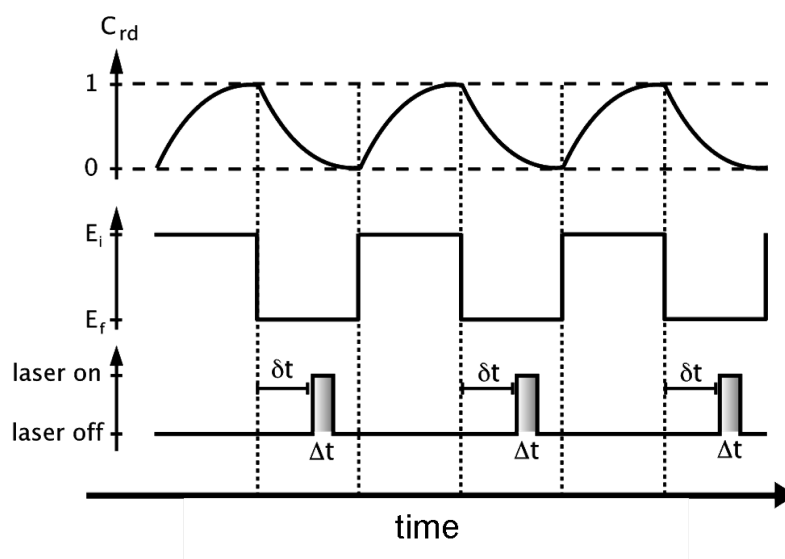 C_rd
1
0
E_i
E_f
laser on
δt δt δt
laser off
Δt Δt Δt
time